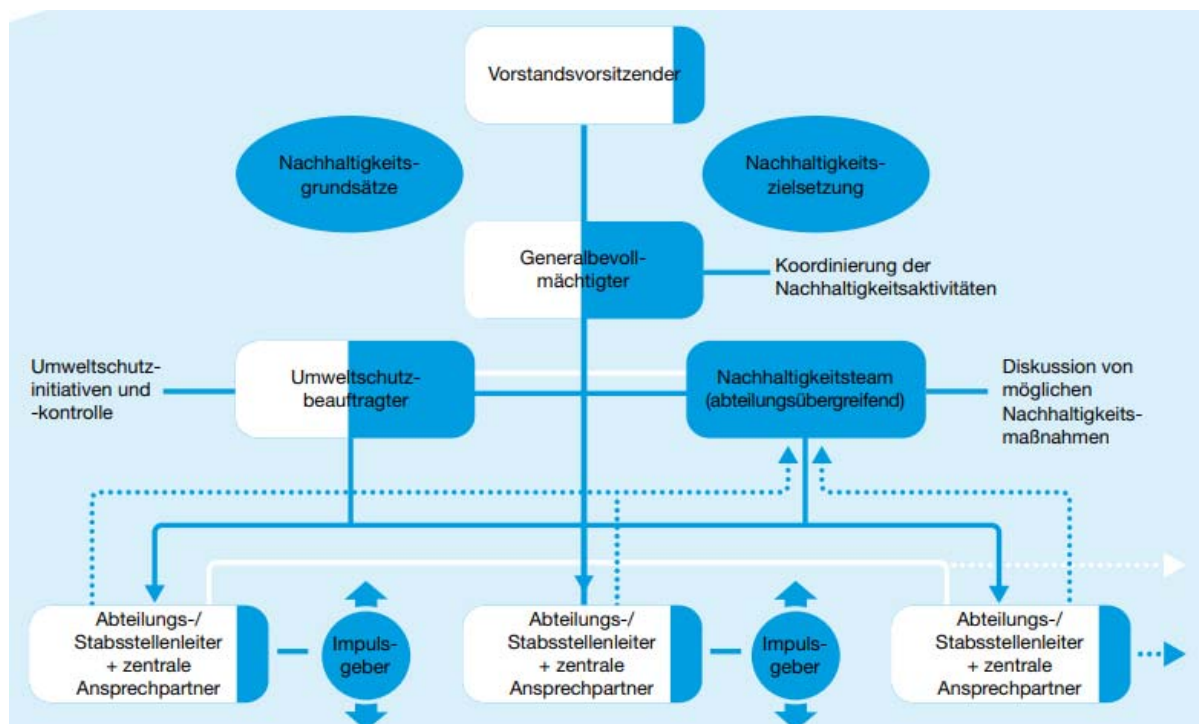 Vorstandsvorsitzender
Nachhaltigkeits-
grundsätze
Nachhaltigkeits-
zielsetzung
Generalbevoll-
mächtigter
Koordinierung der
Nachhaltigkeitsaktivitäten
Umweltschutz-
initiativen und
-kontrolle
Umweltschutz-
beauftragter
Nachhaltigkeitsteam
(abteilungsübergreifend)
Diskussion von
möglichen
Nachhaltigkeits-
maßnahmen
Abteilungs-/
Stabsstellenleiter
+ zentrale
Ansprechpartner
Impuls-
geber
Abteilungs-/
Stabsstellenleiter
+ zentrale
Ansprechpartner
Impuls-
geber
Abteilungs-/
Stabsstellenleiter
+ zentrale
Ansprechpartner